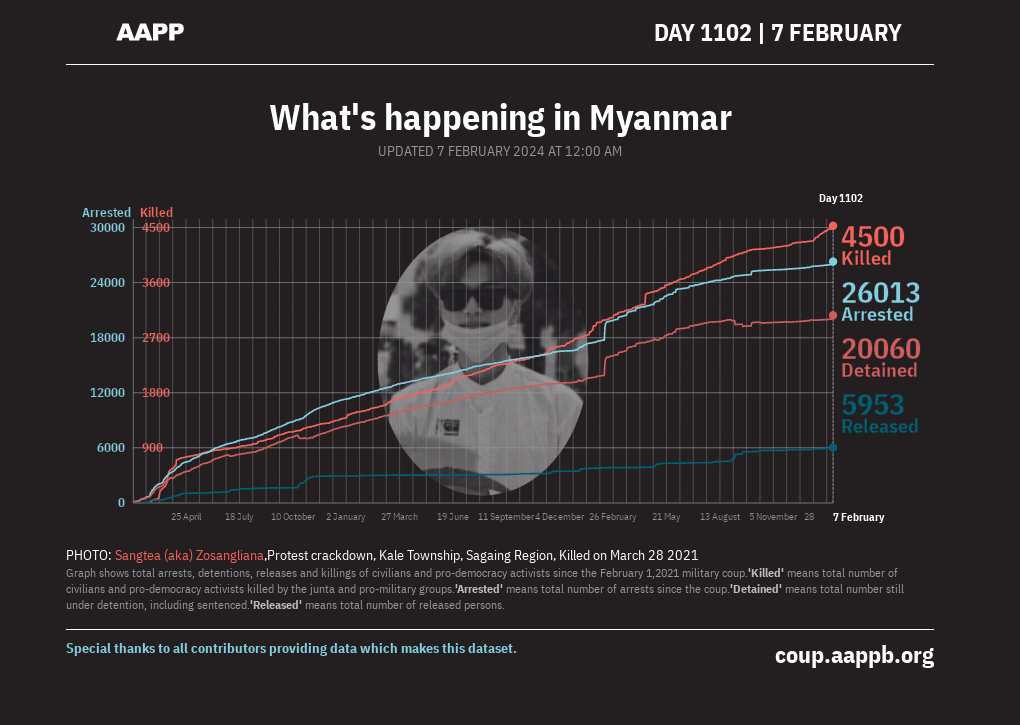 AAPP
DAY 1102 | 7 FEBRUARY
What's happening in Myanmar
UPDATED 7 FEBRUARY 2024 AT 12:00 AM
Day 1102
Arrested Killed
30000 4500
24000 3600
18000 2700
12000 1800
6000 900
0
4500
Killed
26013
Arrested
20060
Detained
5953
Released
25 April 18 July 10 October 2 January 27 March 19 June 11 September 4 December 26 February 21 May 13 August 5 November 28 7 February
PHOTO: Sangtea (aka) Zosangliana,Protest crackdown, Kale Township, Sagaing Region, Killed on March 28 2021
Graph shows total arrests, detentions, releases and killings of civilians and pro-democracy activists since the February 1,2021 military coup.'Killed' means total number of
civilians and pro-democracy activists killed by the junta and pro-military groups.'Arrested' means total number of arrests since the coup.'Detained' means total number still
under detention, including sentenced.'Released' means total number of released persons.
Special thanks to all contributors providing data which makes this dataset.
coup.aappb.org